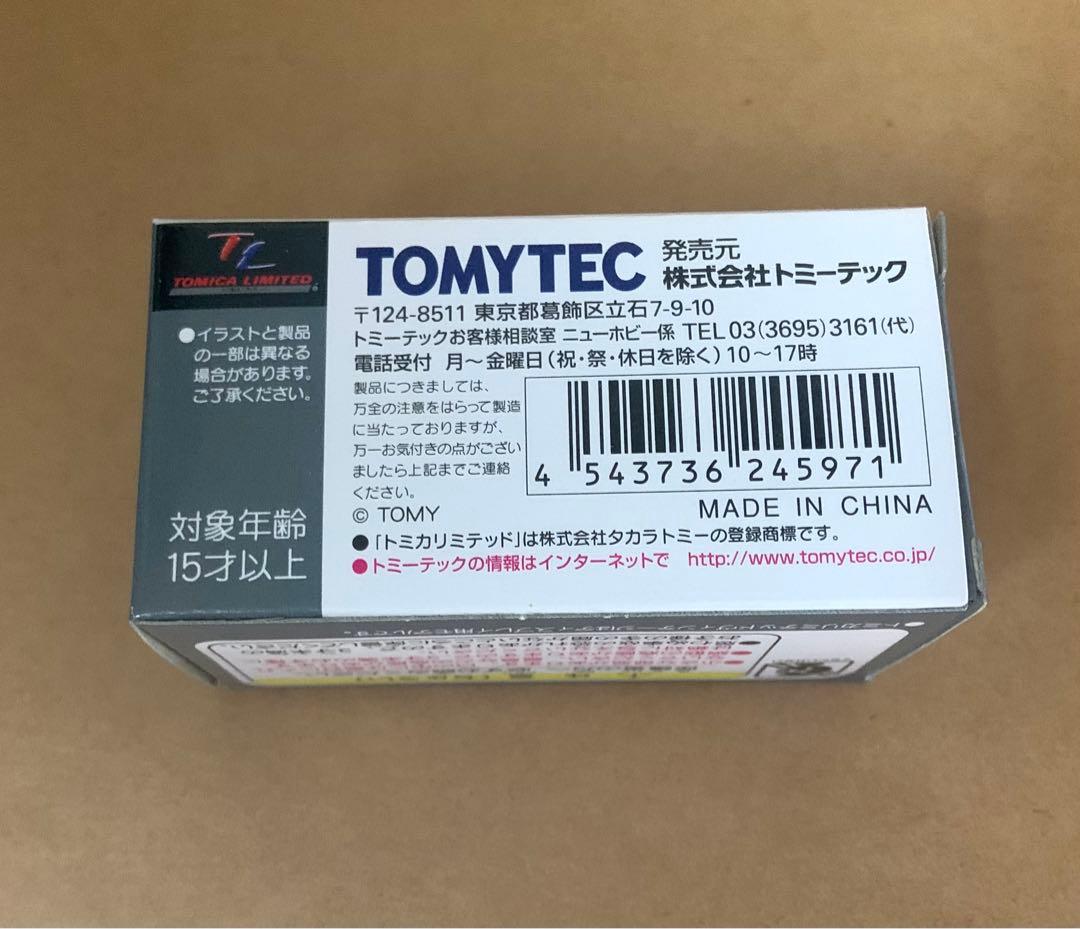 TL
TOMICA LIMITED
●イラストと製品
の一部は異なる
場合があります。
ご了承ください。
対象年齢
15才以上
TOMYTEC 発売元
株式会社トミーテック
〒124-8511 東京都葛飾区立石7-9-10
トミーテックお客様相談室 ニューホビー係 TEL 03(3695)3161(代)
電話受付 月〜金曜日(祝・祭・休日を除く)10〜17時
製品につきましては、
万全の注意をはらって製造
に当たっておりますが、
万一お気付きの点がござい
ましたら上記までご連絡
ください。
4 543736 245971
© TOMY
MADE IN CHINA
●「トミカリミテッド」は株式会社タカラトミーの登録商標です。
●トミーテックの情報はインターネットで http://www.tomytec.co.jp/